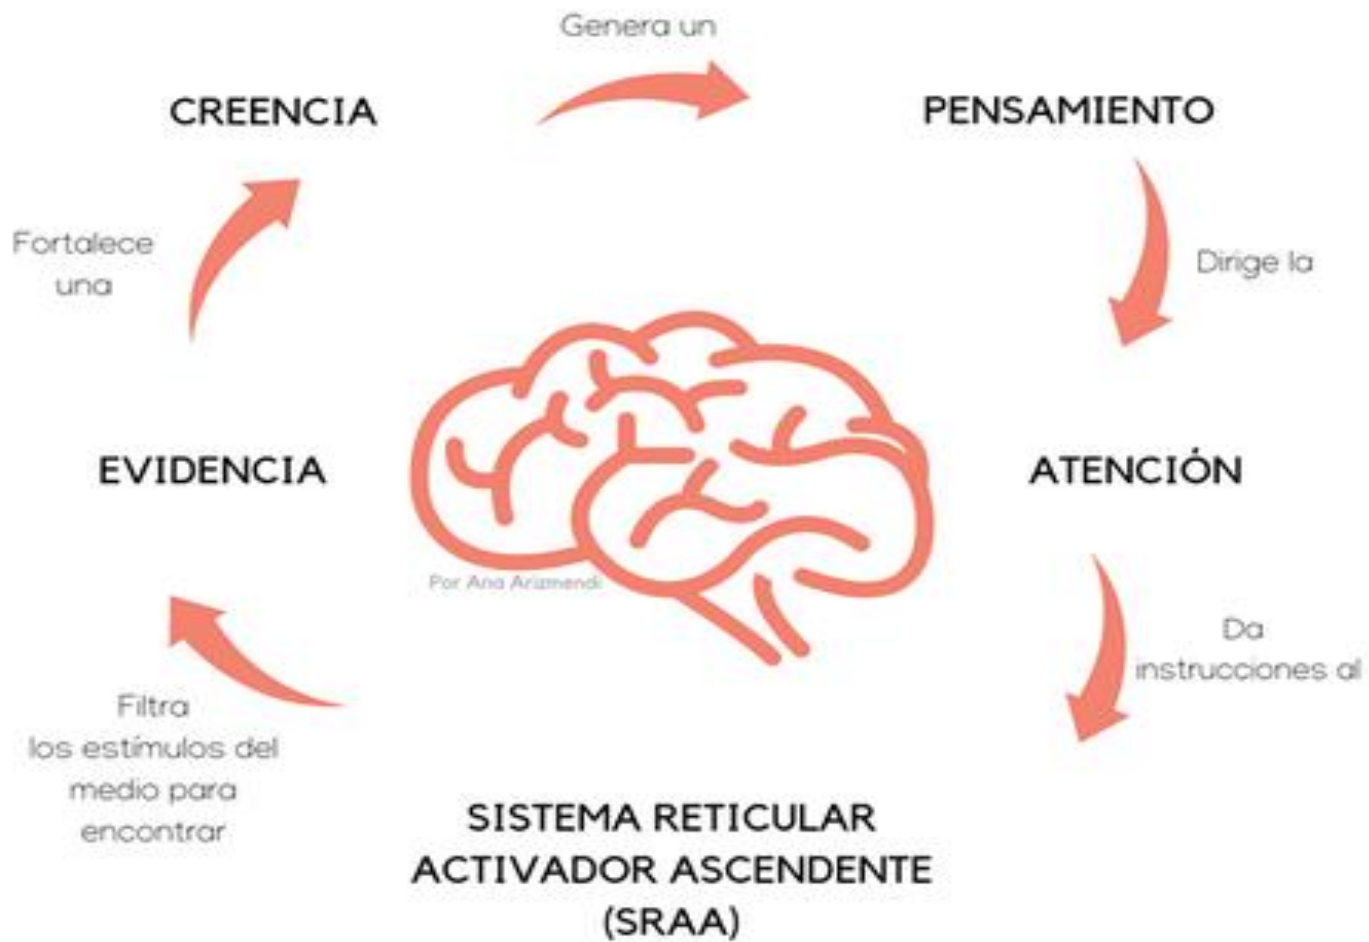 Genera un
CREENCIA
PENSAMIENTO
Fortalece
una
Dirige la
EVIDENCIA
ATENCIÓN
Por Ana Arizmendi
Da
instrucciones al
Filtra
los estímulos del
medio para
encontrar
SISTEMA RETICULAR
ACTIVADOR ASCENDENTE
(SRAA)